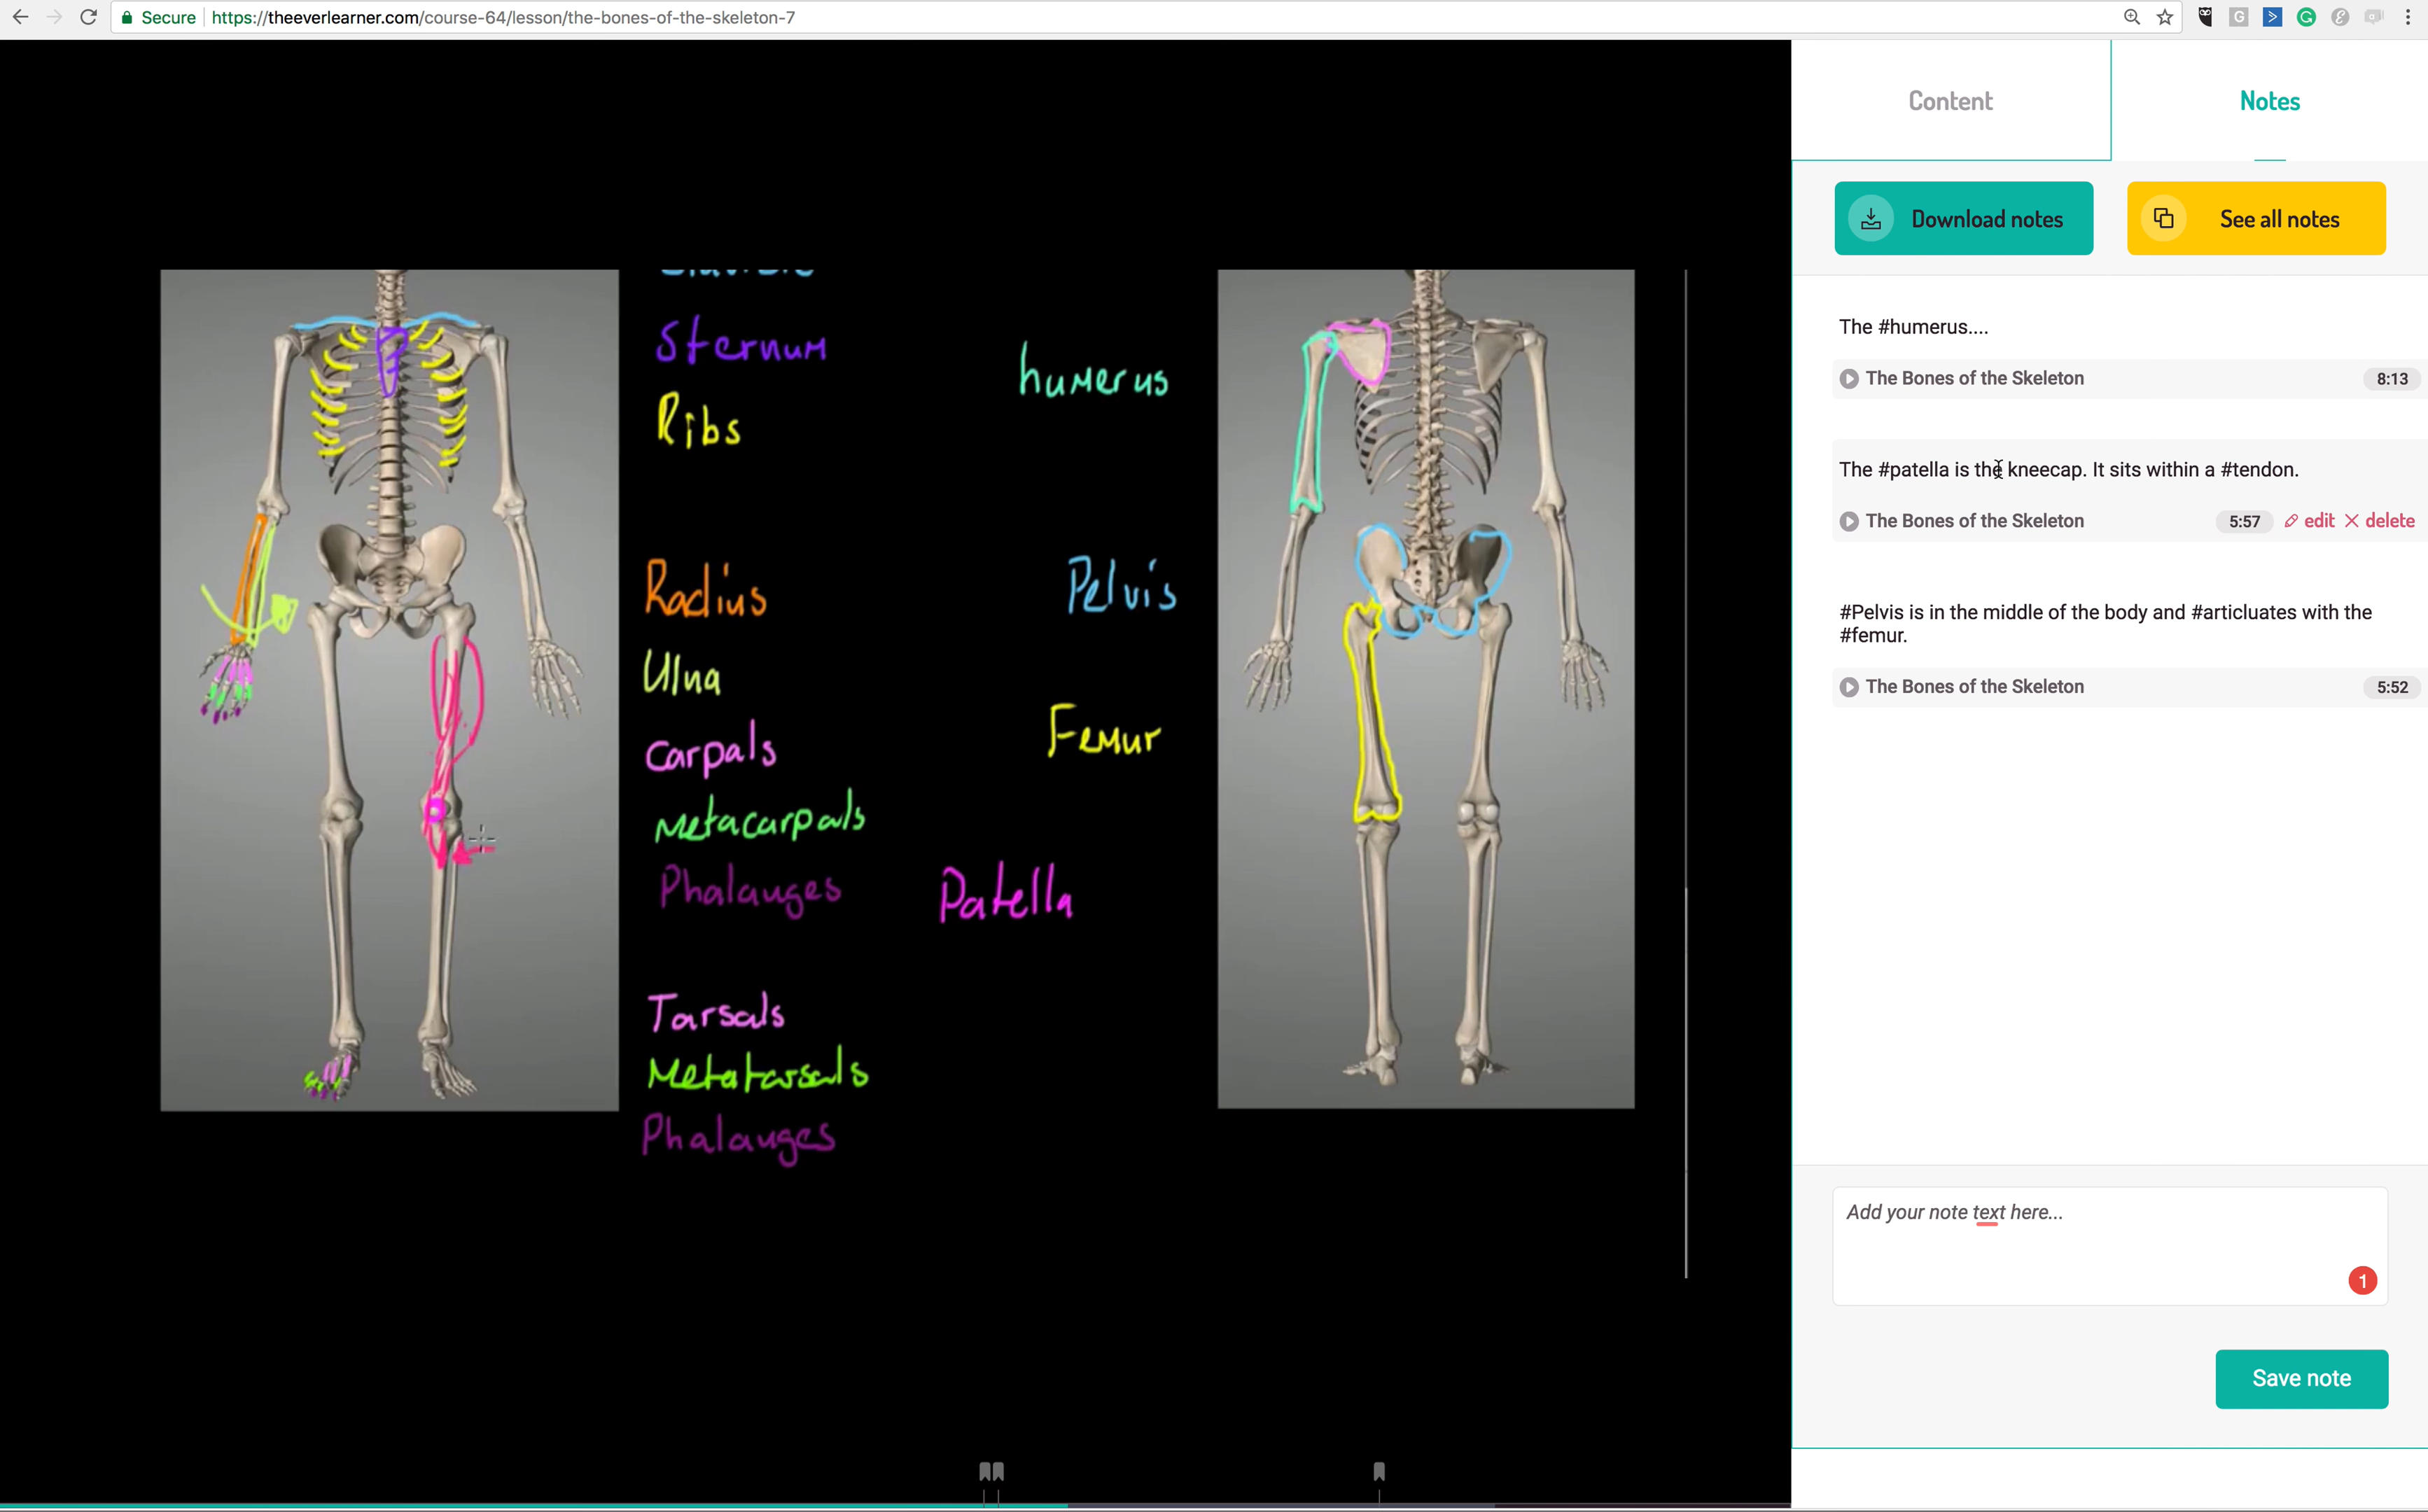 Secure
https://theeverlearner.com/course-64/lesson/the-bones-of-the-skeleton-7
Sternum
Ribs
Radius
Ulna
Carpals
Metacarpals
Phalanges
Tarsals
Metatarsals
Phalanges
humerus
Pelvis
Femur
Patella
Content
Notes
Download notes
See all notes
The #humerus....
The Bones of the Skeleton 8:13
The #patella is the kneecap. It sits within a #tendon.
The Bones of the Skeleton 5:57 edit delete
#Pelvis is in the middle of the body and #articluates with the
#femur.
The Bones of the Skeleton 5:52
Add your note text here...
1
Save note